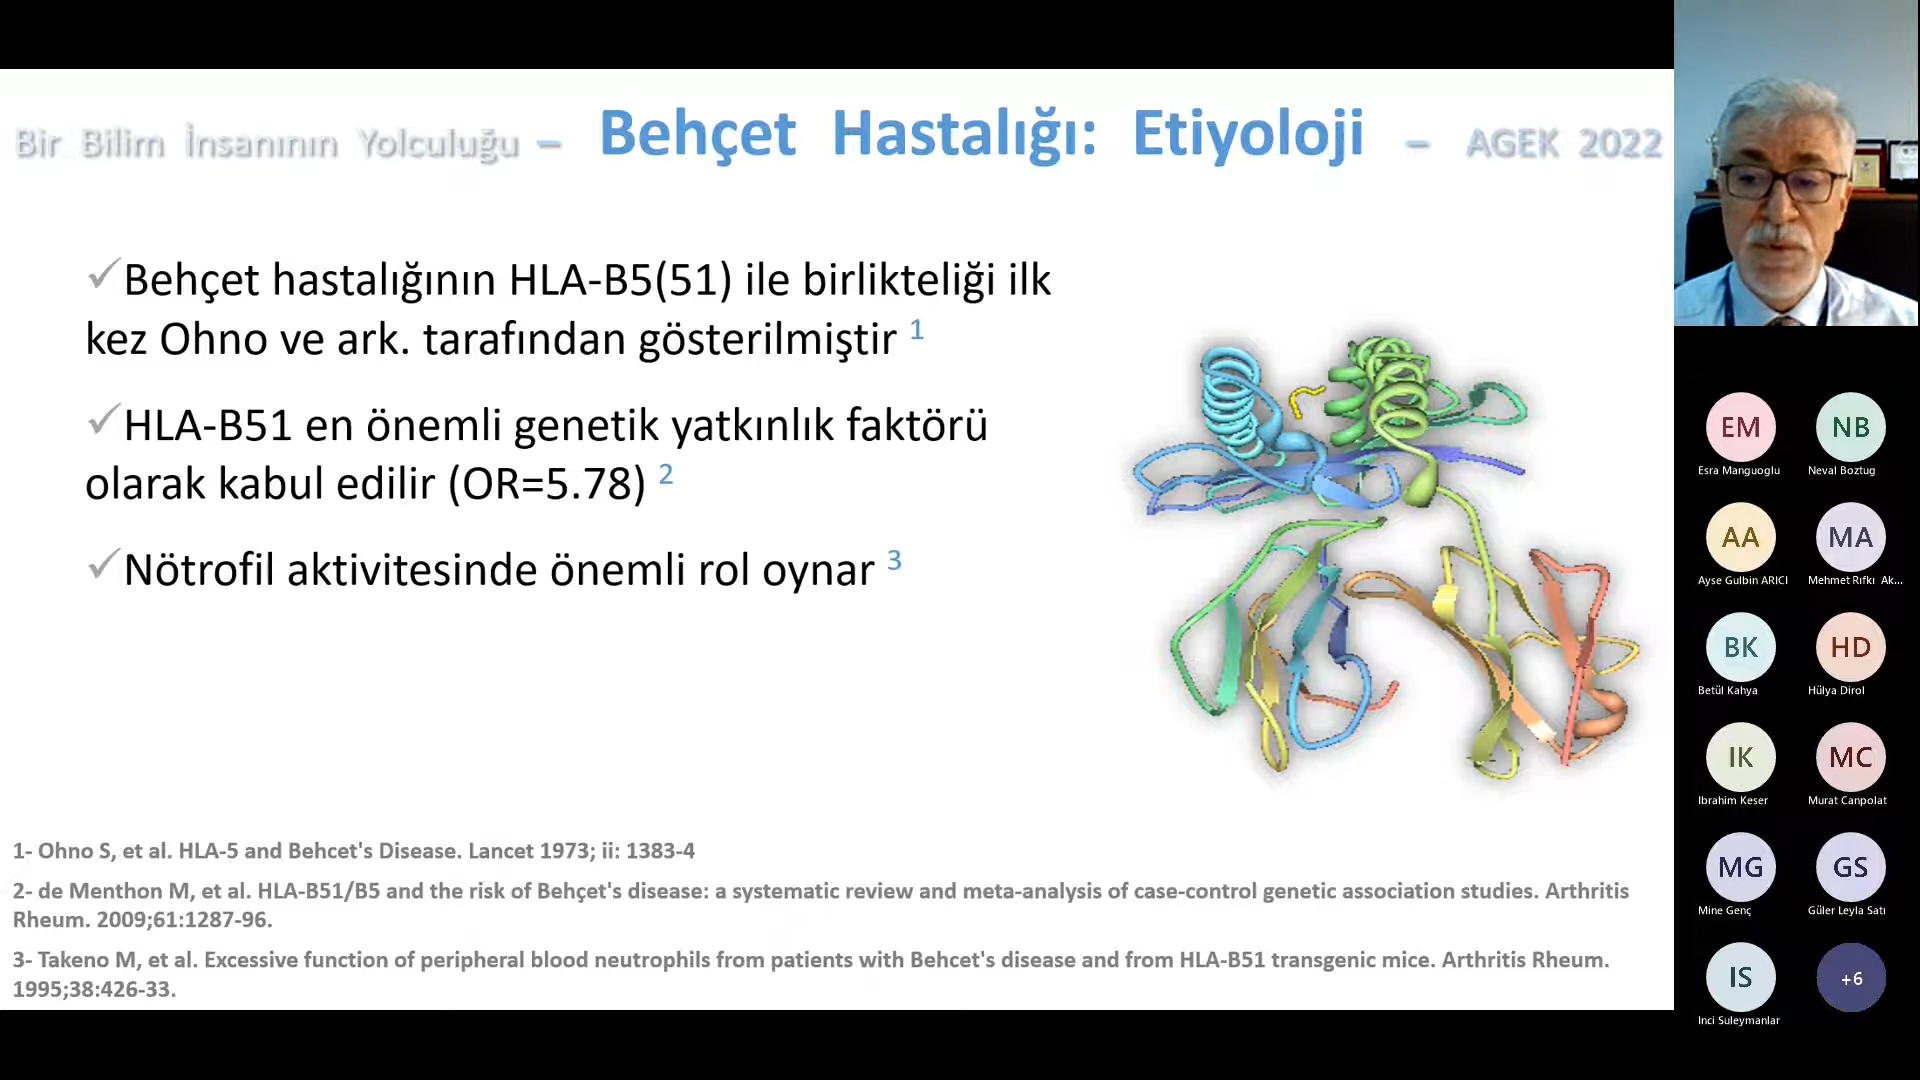 Bir Bilim İnsanının Yolculuğu – Behçet Hastalığı: Etiyoloji – AGEK 2022
✓Behçet hastalığının HLA-B5(51) ile birlikteliği ilk
kez Ohno ve ark. tarafından gösterilmiştir 1
✓HLA-B51 en önemli genetik yatkınlık faktörü
olarak kabul edilir (OR=5.78) 2
✓Nötrofil aktivitesinde önemli rol oynar 3
1- Ohno S, et al. HLA-5 and Behcet's Disease. Lancet 1973; ii: 1383-4
2- de Menthon M, et al. HLA-B51/B5 and the risk of Behçet's disease: a systematic review and meta-analysis of case-control genetic association studies. Arthritis
Rheum. 2009;61:1287-96.
3- Takeno M, et al. Excessive function of peripheral blood neutrophils from patients with Behcet's disease and from HLA-B51 transgenic mice. Arthritis Rheum.
1995;38:426-33.
EM NB
Esra Manguoglu Neval Boztug
AA MA
Ayse Gulbin ARICI Mehmet Rıfkı Ak...
BK HD
Betül Kahya Hülya Dirol
IK MC
Ibrahim Keser Murat Canpolat
MG GS
Mine Genç Güler Leyla Satı
IS +6
Inci Suleymanlar